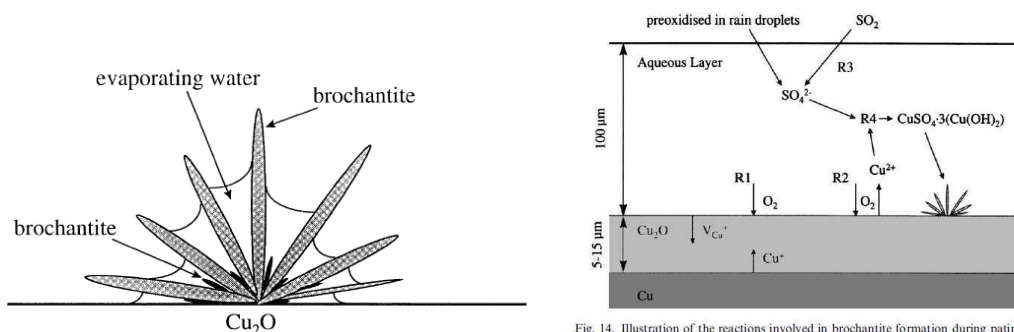 evaporating water
brochantite
brochantite
Cu₂O
preoxidised in rain droplets
SO₂
Aqueous Layer
R3
SO₄²⁻
R4
CuSO₄·3(Cu(OH)₂)
100 µm
Cu²⁺
R1
R2
O₂
O₂
Cu₂O
V_Cu⁺
5-15 µm
Cu⁺
Cu
Fig. 14. Illustration of the reactions involved in brochantite formation during